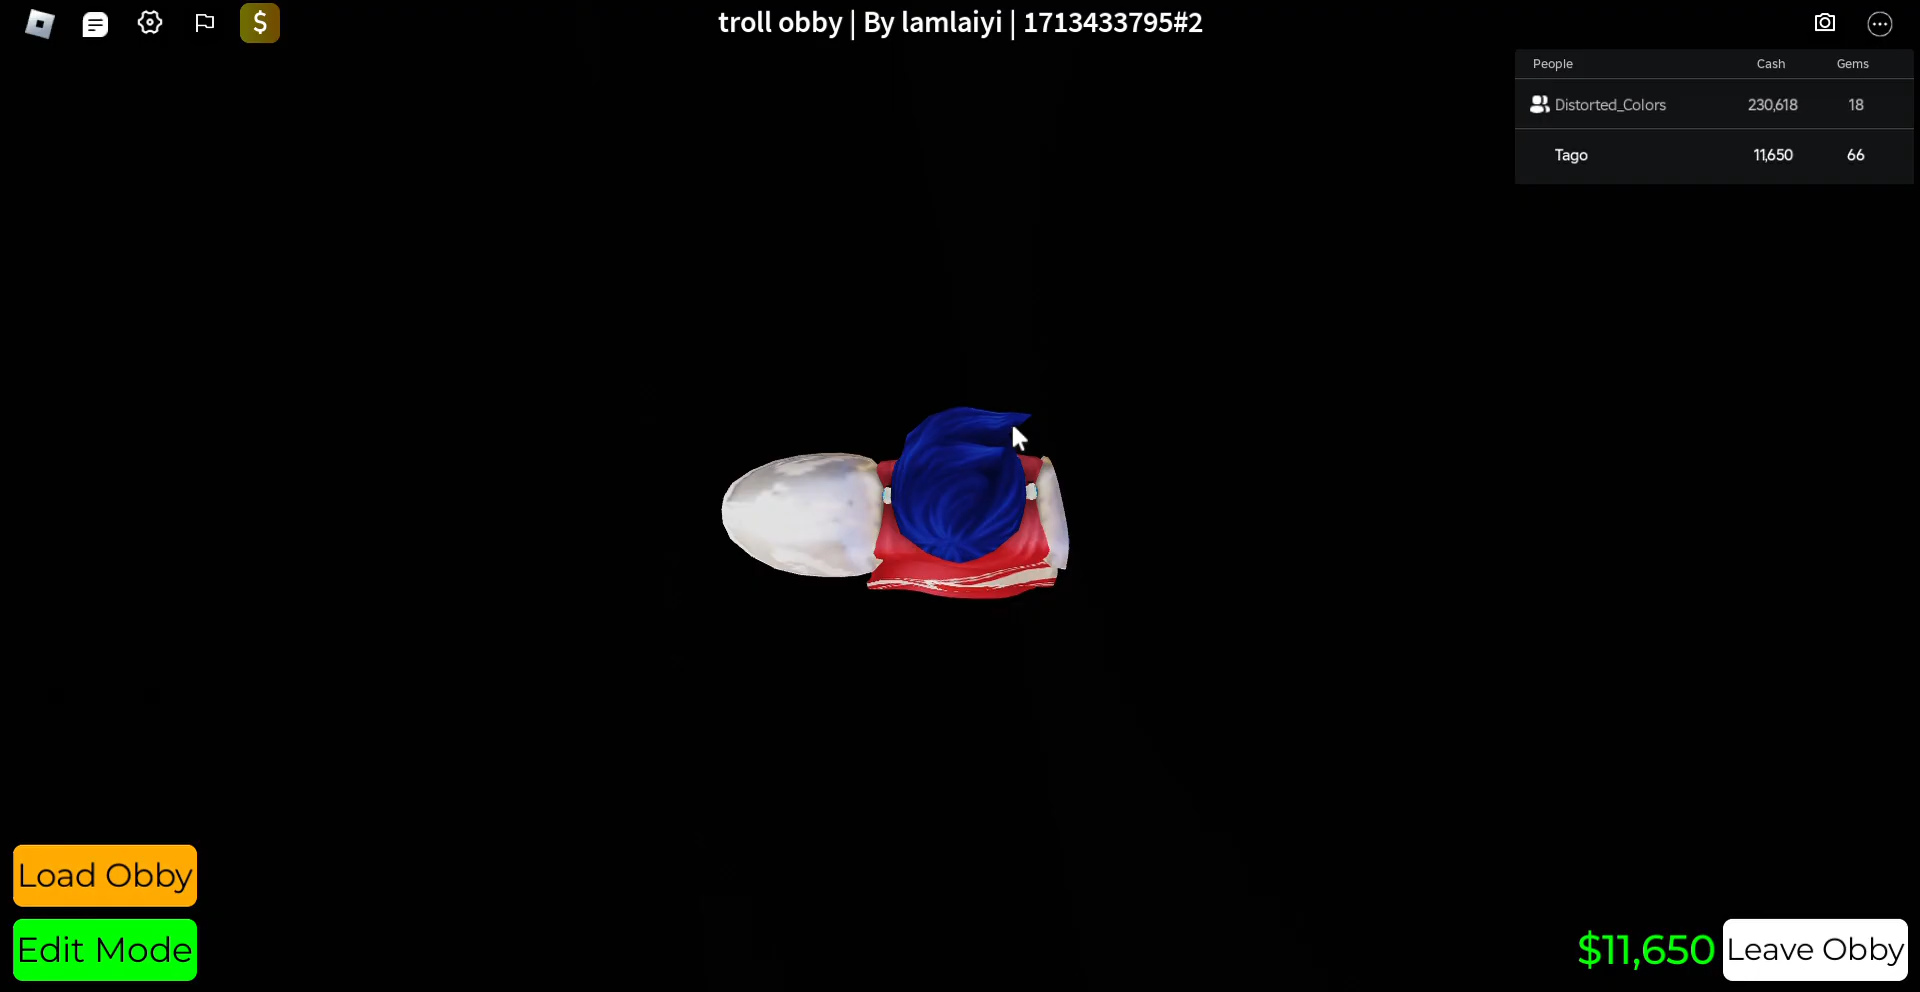 $
troll obby | By lamlaiyi | 1713433795#2
People Cash Gems
Distorted_Colors 230,618 18
Tago 11,650 66
Load Obby
Edit Mode
$11,650 Leave Obby